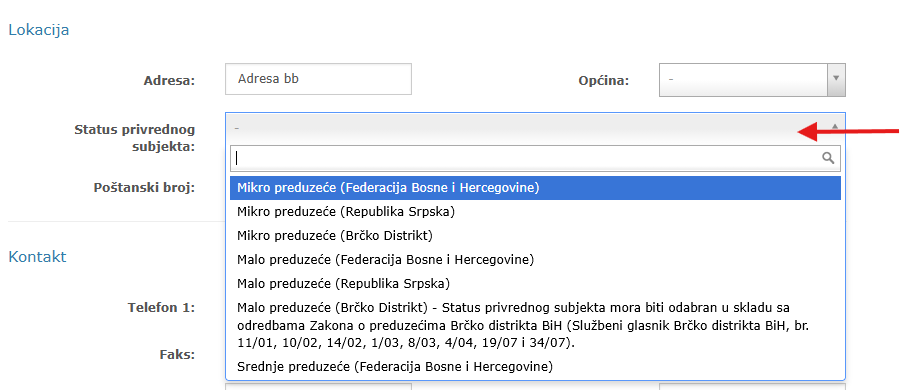 Lokacija
Adresa: Adresa bb Općina: -
Status privrednog
subjekta: -
Mikro preduzeće (Federacija Bosne i Hercegovine)
Poštanski broj:
Mikro preduzeće (Republika Srpska)
Mikro preduzeće (Brčko Distrikt)
Kontakt
Malo preduzeće (Federacija Bosne i Hercegovine)
Malo preduzeće (Republika Srpska)
Telefon 1:
Malo preduzeće (Brčko Distrikt) - Status privrednog subjekta mora biti odabran u skladu sa
odredbama Zakona o preduzećima Brčko distrikta BiH (Službeni glasnik Brčko distrikta BiH, br.
11/01, 10/02, 14/02, 1/03, 8/03, 4/04, 19/07 i 34/07).
Faks:
Srednje preduzeće (Federacija Bosne i Hercegovine)